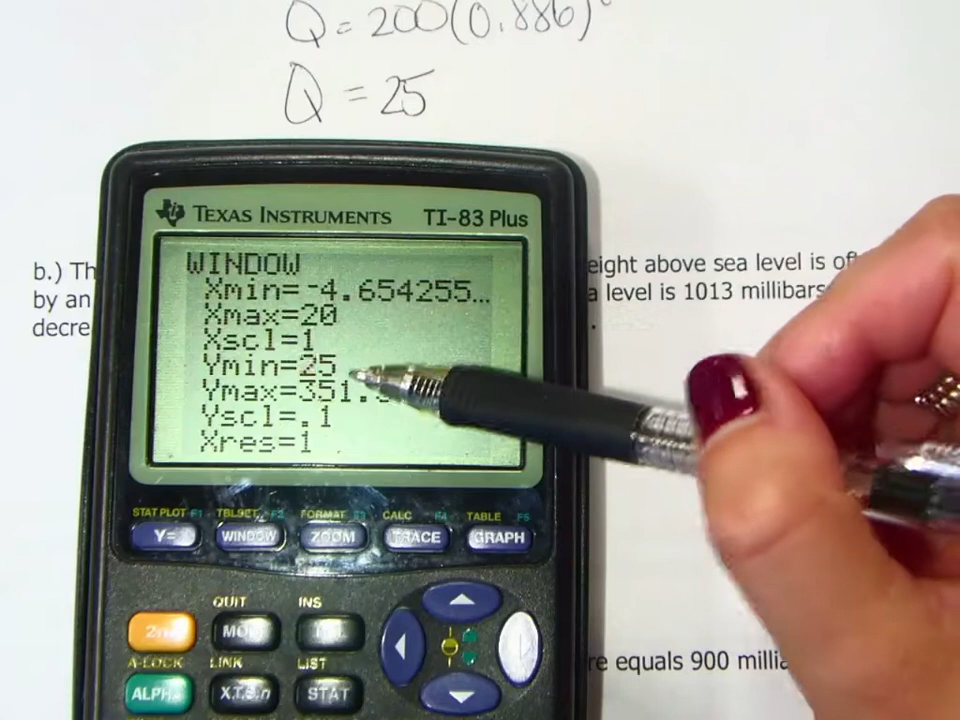 Q = 200(0.886)
Q = 25
TEXAS INSTRUMENTS TI-83 Plus
WINDOW
Xmin=-4.654255...
Xmax=20
Xscl=1
Ymin=25
Ymax=351.
Yscl=.1
Xres=1
b.) eight above sea level is
by an level is 1013 millibars
decre
STAT PLOT F1 TBLSET F2 FORMAT F3 CALC F4 TABLE F5
Y= WINDOW ZOOM TRACE GRAPH
QUIT INS
2nd MODE DEL
A-LOCK LINK LIST
ALPHA X,T,Θ,n STAT
re equals 900 milli